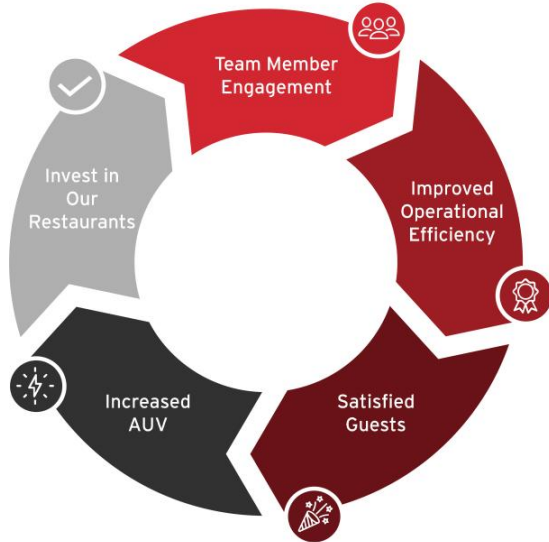 Team Member
Engagement
Improved
Operational
Efficiency
Satisfied
Guests
Increased
AUV
Invest in
Our
Restaurants